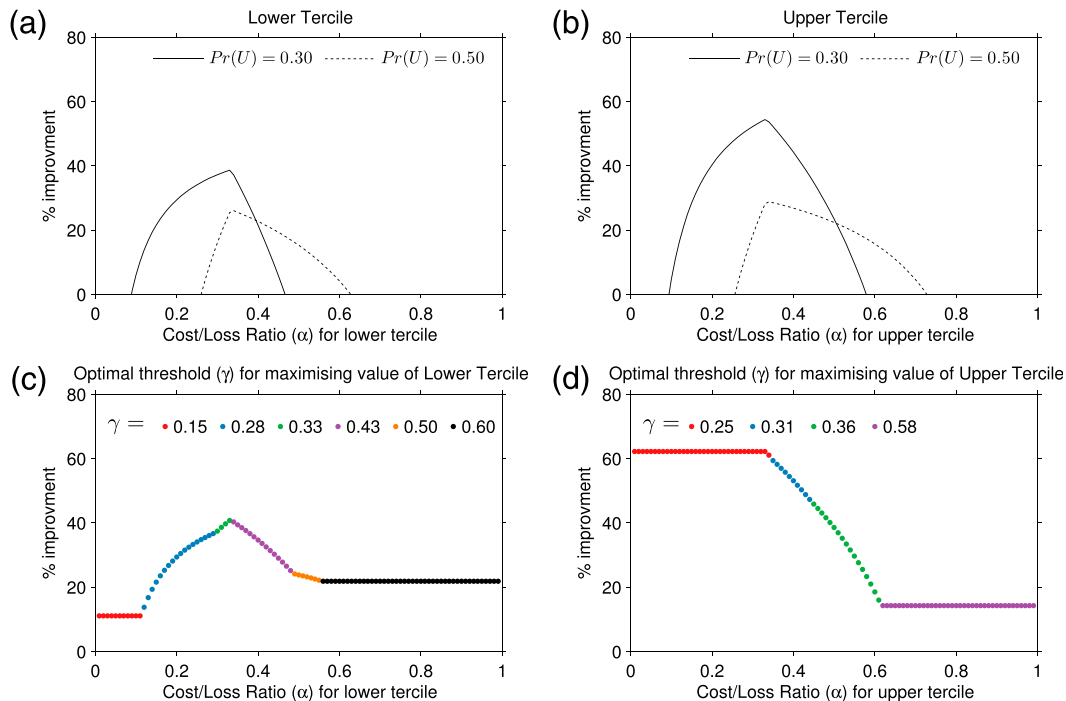 (a)
Lower Tercile
80
60
40
20
0
% improvment
Pr(U) = 0.30
Pr(U) = 0.50
0 0.2 0.4 0.6 0.8 1
Cost/Loss Ratio (α) for lower tercile
(b)
Upper Tercile
80
60
40
20
0
% improvment
Pr(U) = 0.30
Pr(U) = 0.50
0 0.2 0.4 0.6 0.8 1
Cost/Loss Ratio (α) for upper tercile
(c)
Optimal threshold (γ) for maximising value of Lower Tercile
80
60
40
20
0
% improvment
γ = 0.15 0.28 0.33 0.43 0.50 0.60
0 0.2 0.4 0.6 0.8 1
Cost/Loss Ratio (α) for lower tercile
(d)
Optimal threshold (γ) for maximising value of Upper Tercile
80
60
40
20
0
% improvment
γ = 0.25 0.31 0.36 0.58
0 0.2 0.4 0.6 0.8 1
Cost/Loss Ratio (α) for upper tercile